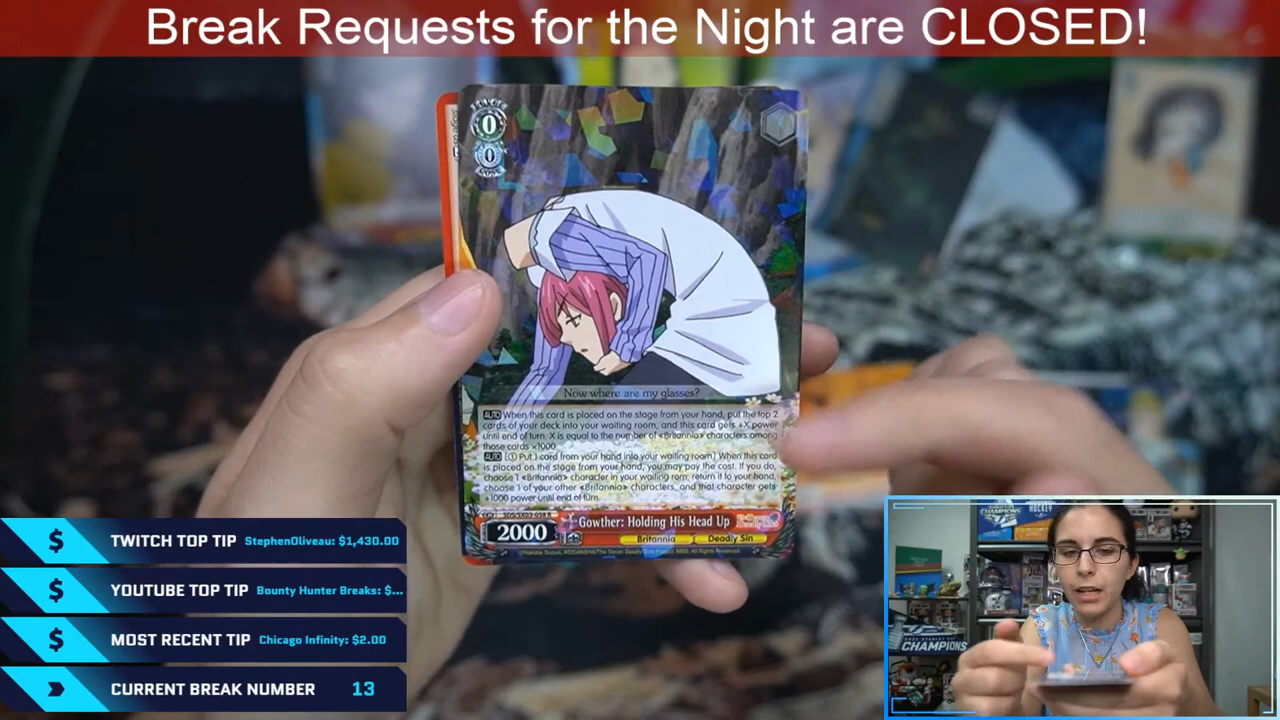 Break Requests for the Night are CLOSED!
0
0
Now where are my glasses?
AUTO When this card is placed on the stage from your hand, put the top 2
cards of your deck into your waiting room, and this card gets +X power
until end of turn. X is equal to the number of «Britannia» characters among
those cards ×1000.
AUTO [(1) Put 1 card from your hand into your waiting room] When this card
is placed on the stage from your hand, you may pay the cost. If you do,
choose 1 «Britannia» character in your waiting room, return it to your hand,
choose 1 of your other «Britannia» characters, and that character gets
+1000 power until end of turn.
2000
Gowther: Holding His Head Up
Britannia Deadly Sin
$ TWITCH TOP TIP StephenOliveau: $1,430.00
$ YOUTUBE TOP TIP Bounty Hunter Breaks: $...
$ MOST RECENT TIP Chicago Infinity: $2.00
CURRENT BREAK NUMBER 13
CHAMPIONS
HOCKEY
CHAMPIONS